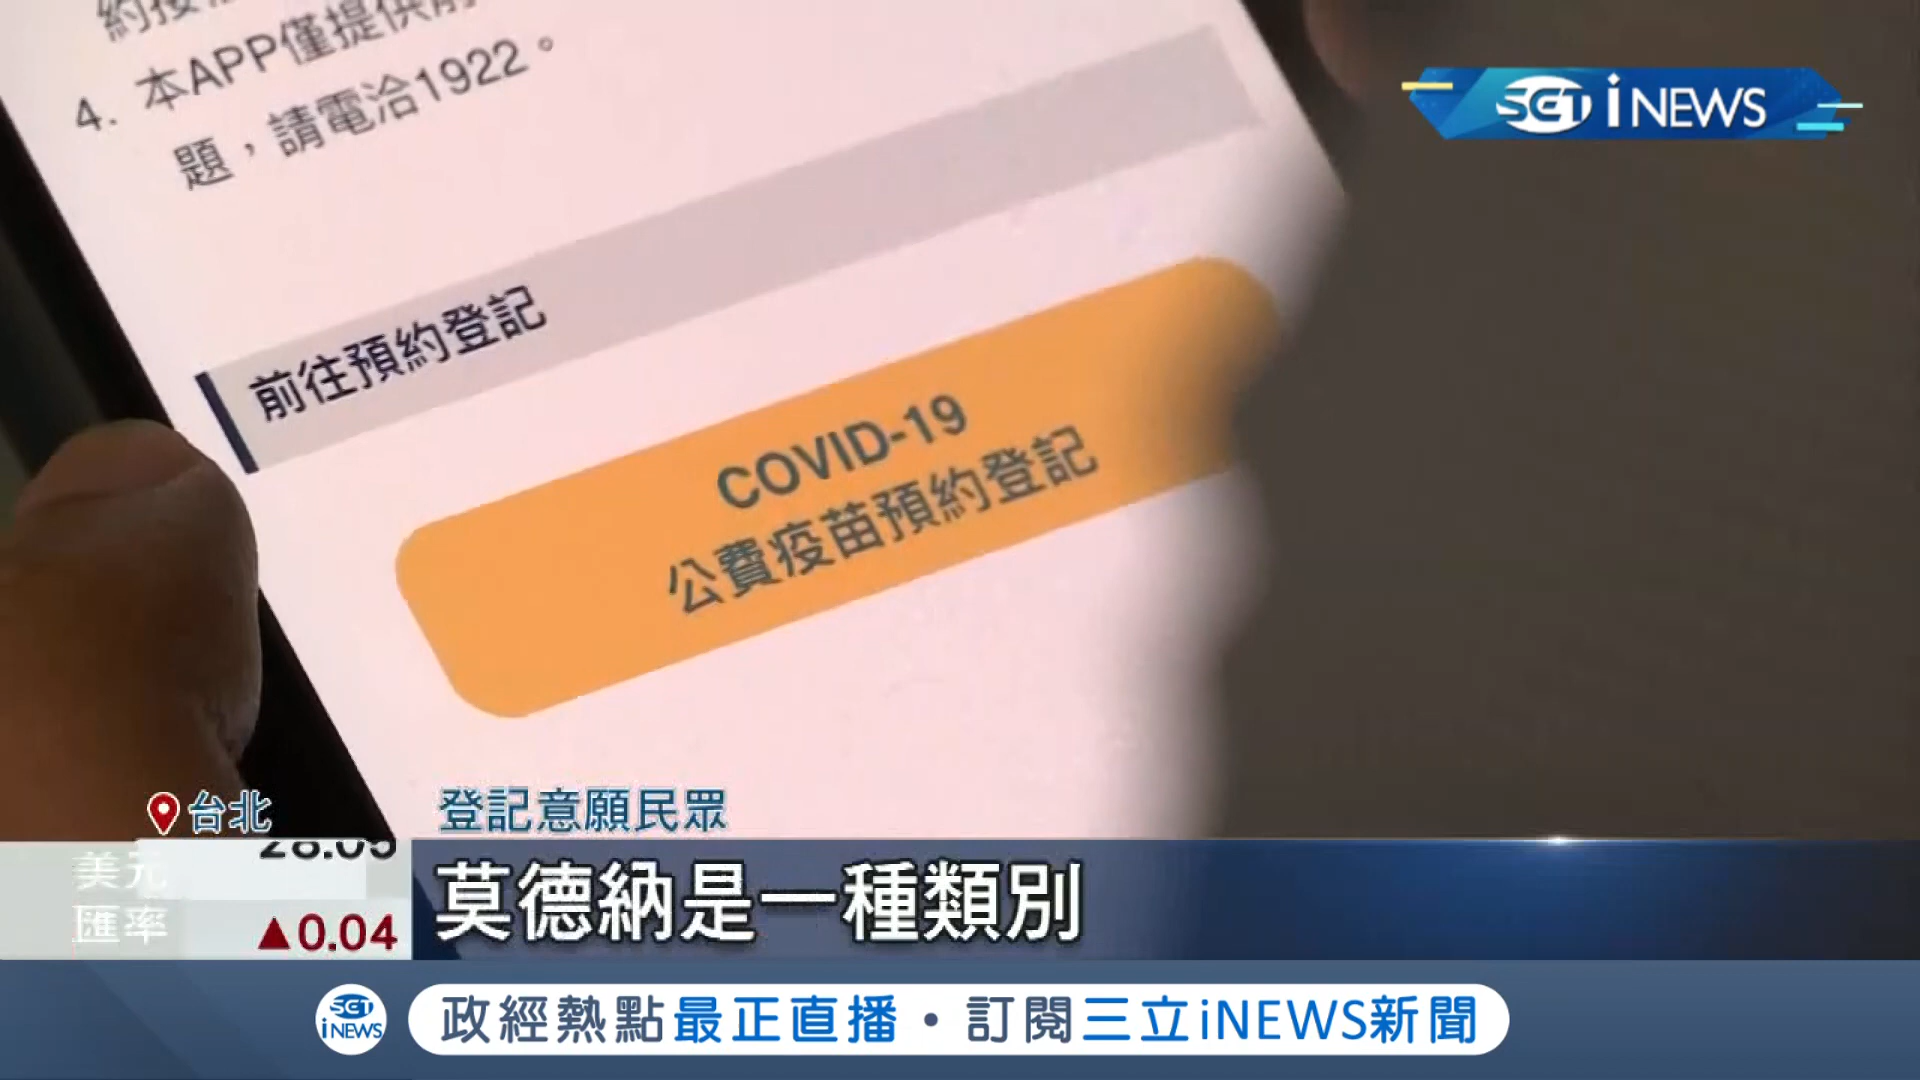 4. 本APP僅提供
題，請電洽1922。
前往預約登記
COVID-19
公費疫苗預約登記
SET iNEWS
台北
登記意願民眾
美元
匯率
28.05
▲0.04
莫德納是一種類別
SET
iNEWS
政經熱點最正直播・訂閱三立iNEWS新聞